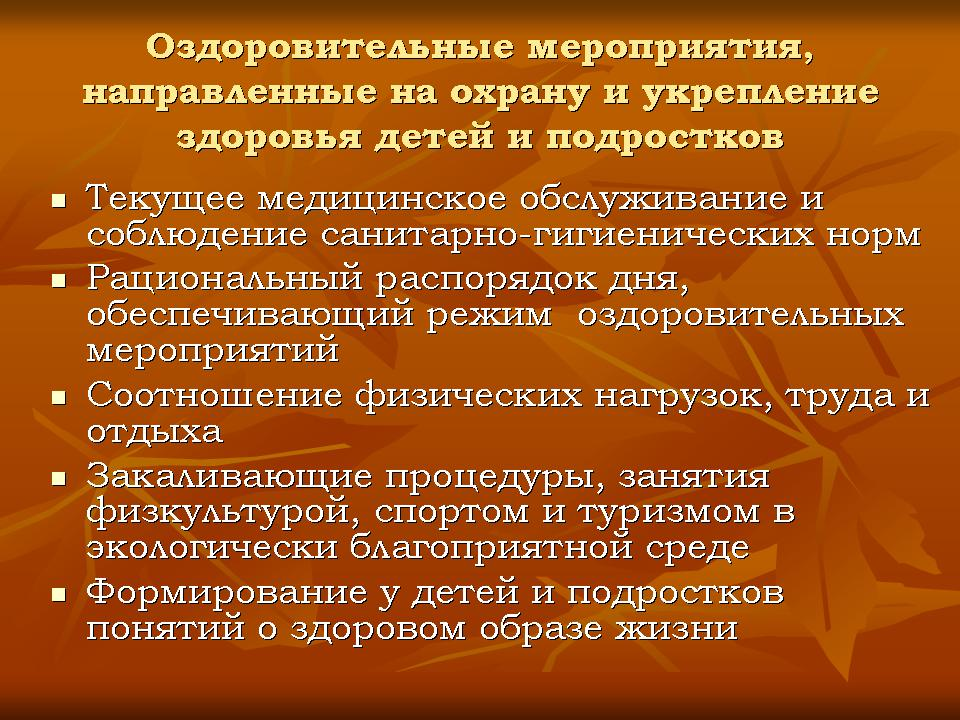 Оздоровительные мероприятия,
направленные на охрану и укрепление
здоровья детей и подростков
Текущее медицинское обслуживание и
соблюдение санитарно-гигиенических норм
Рациональный распорядок дня,
обеспечивающий режим оздоровительных
мероприятий
Соотношение физических нагрузок, труда и
отдыха
Закаливающие процедуры, занятия
физкультурой, спортом и туризмом в
экологически благоприятной среде
Формирование у детей и подростков
понятий о здоровом образе жизни